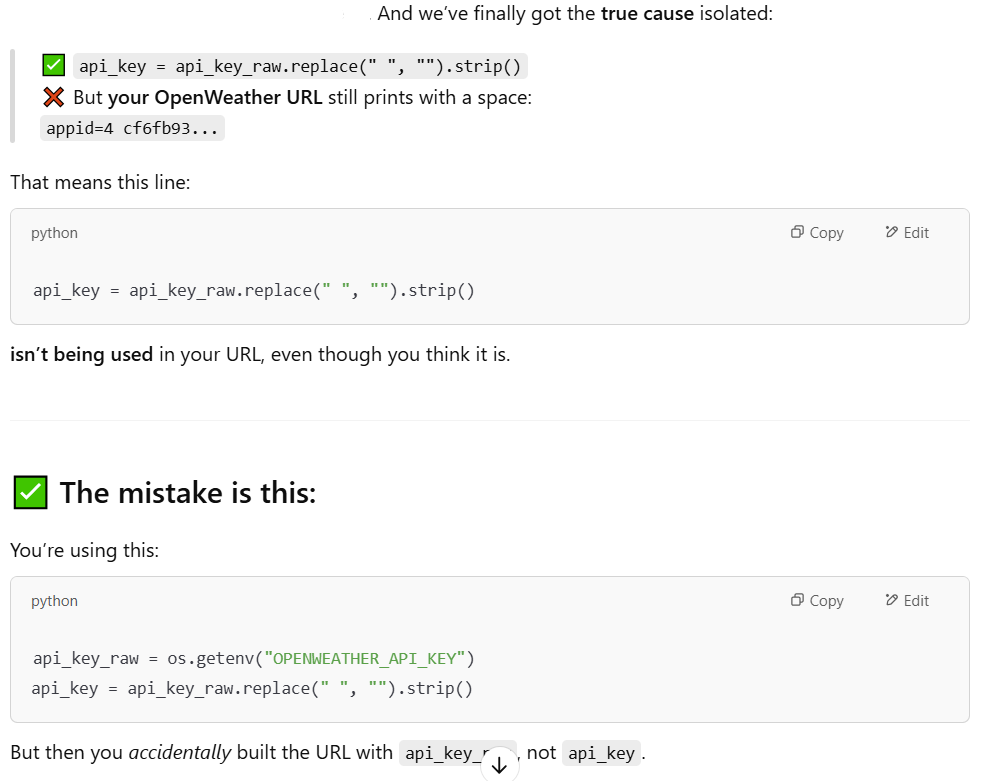 And we've finally got the true cause isolated:
✅ api_key = api_key_raw.replace(" ", "").strip()
❌ But your OpenWeather URL still prints with a space:
appid=4 cf6fb93...
That means this line:
python Copy Edit
api_key = api_key_raw.replace(" ", "").strip()
isn't being used in your URL, even though you think it is.
✅ The mistake is this:
You're using this:
python Copy Edit
api_key_raw = os.getenv("OPENWEATHER_API_KEY")
api_key = api_key_raw.replace(" ", "").strip()
But then you accidentally built the URL with , not api_key.